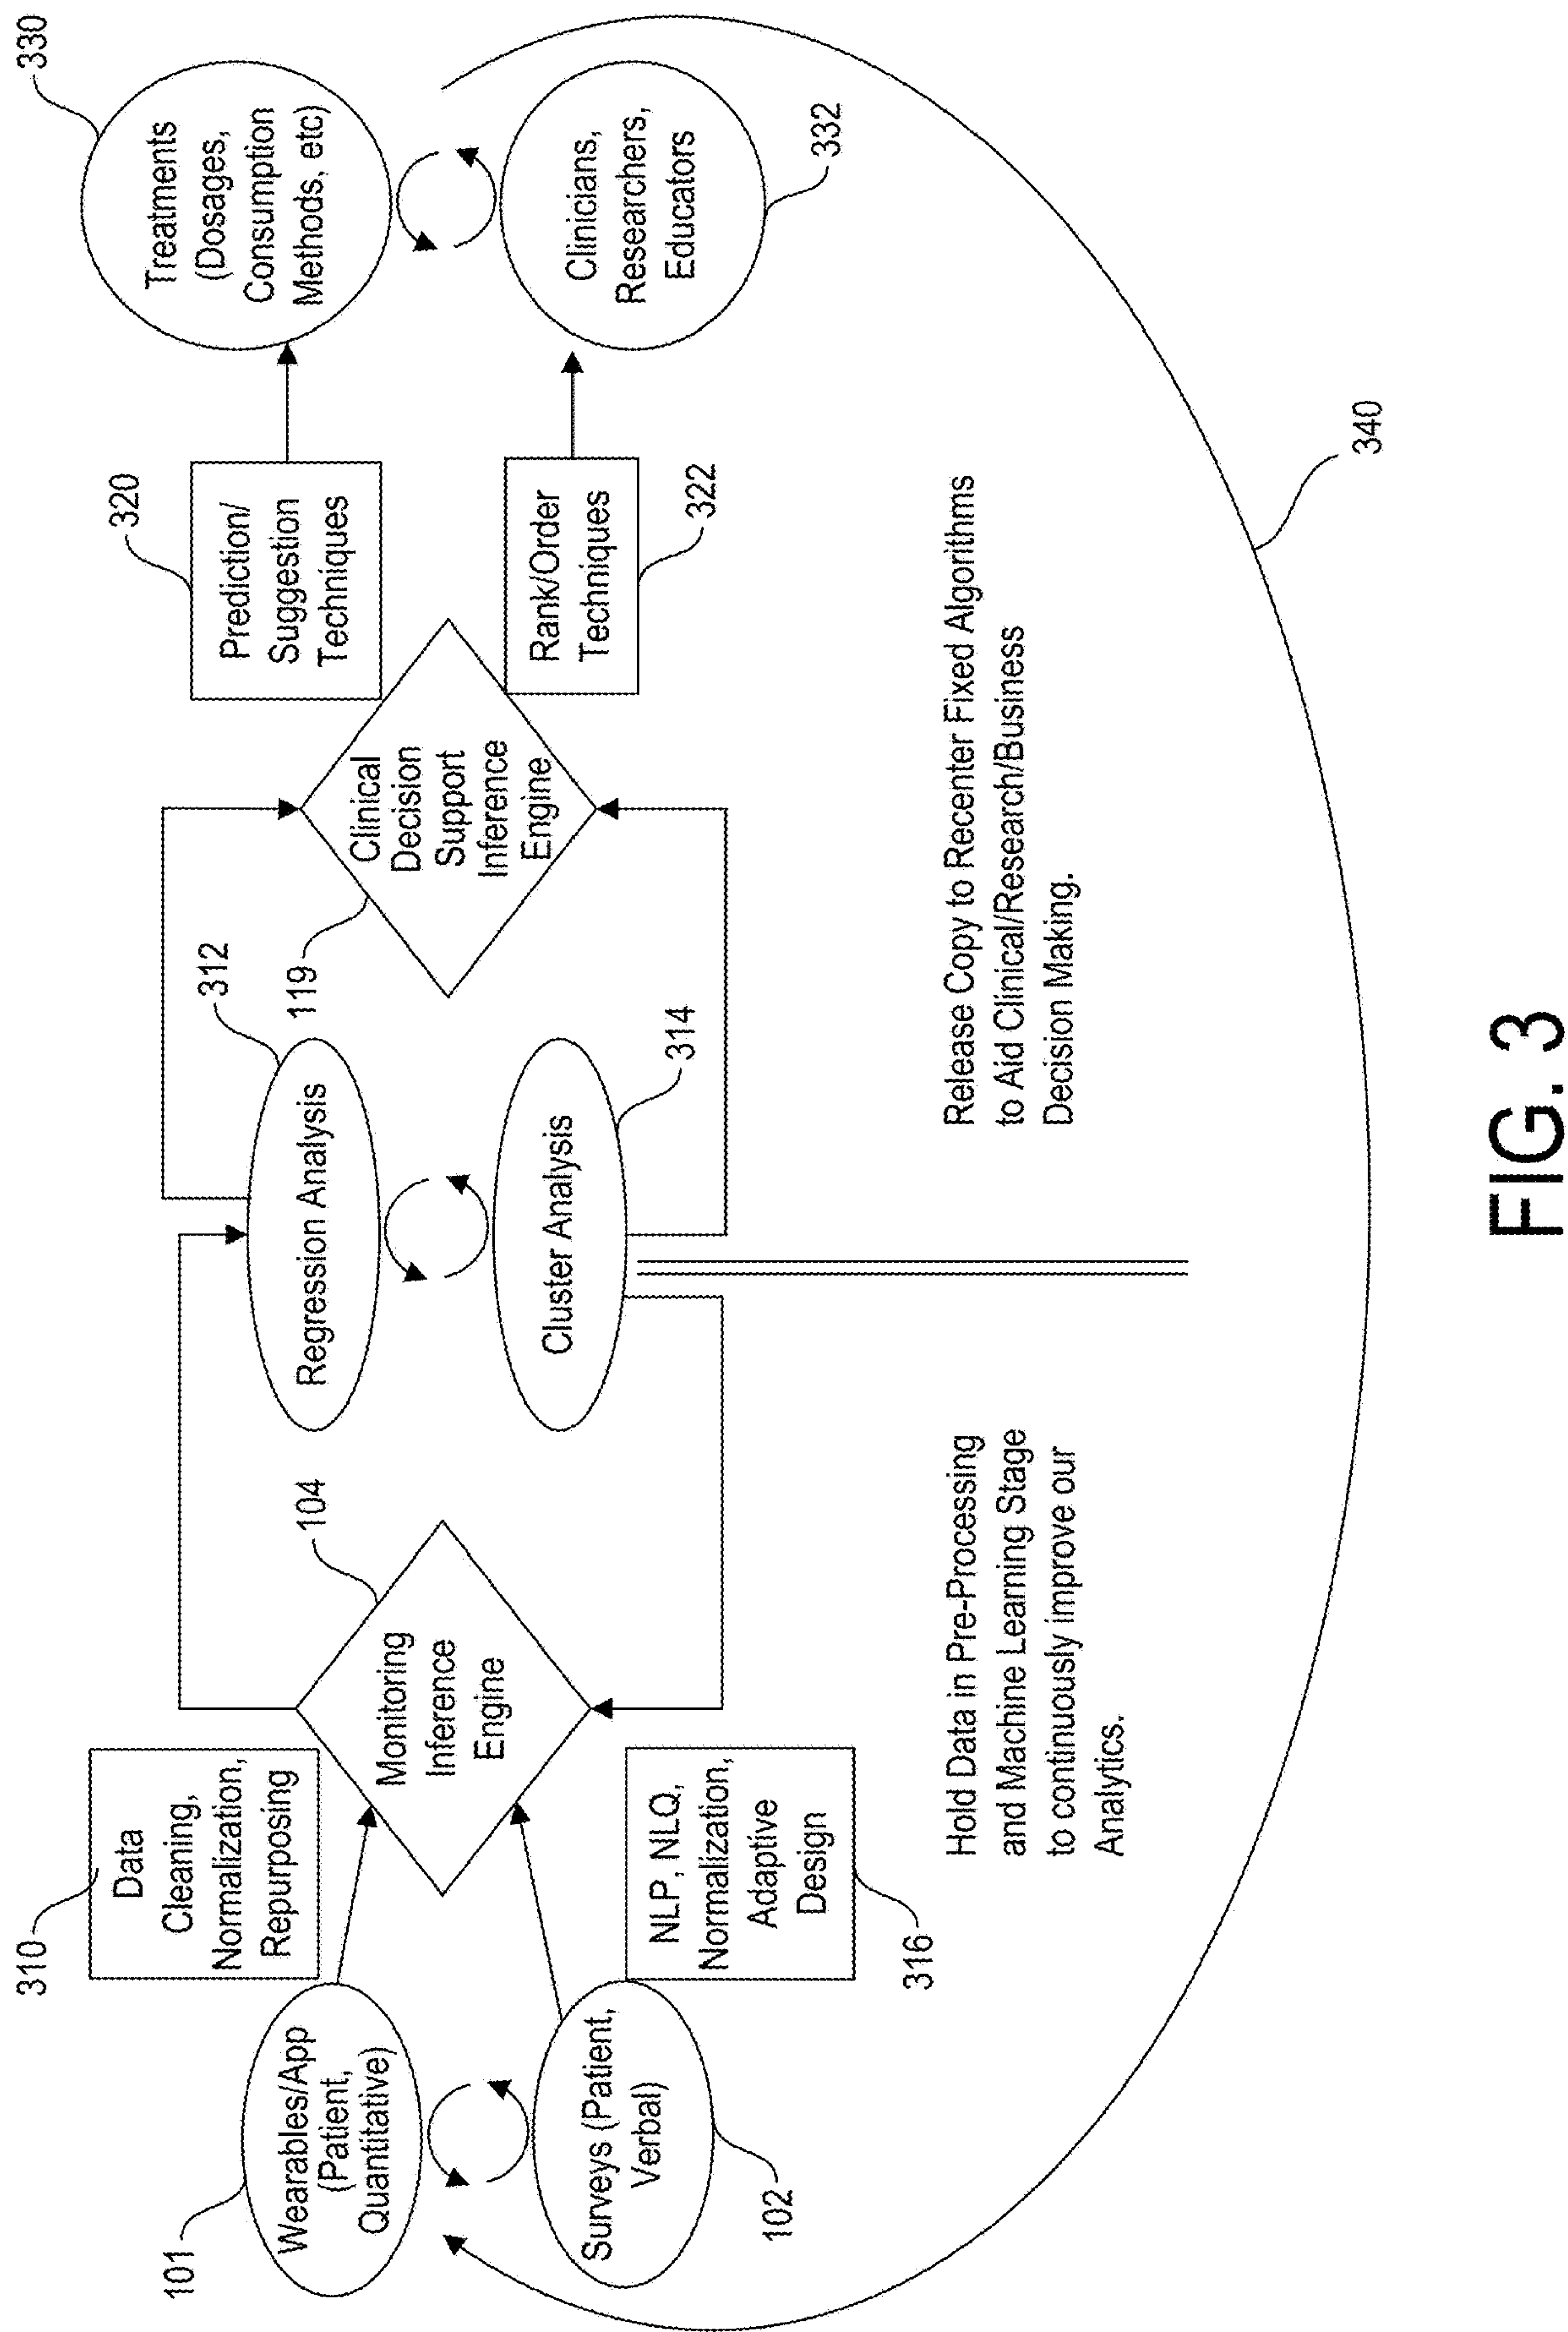 101
Wearables/App
(Patient,
Quantitative)
Surveys (Patient,
Verbal)
102
310
Data
Cleaning,
Normalization,
Repurposing
NLP, NLQ,
Normalization,
Adaptive
Design
316
104
Monitoring
Inference
Engine
312
Regression Analysis
Cluster Analysis
314
119
Clinical
Decision
Support
Inference
Engine
320
Prediction/
Suggestion
Techniques
Rank/Order
Techniques
322
330
Treatments
(Dosages,
Consumption
Methods, etc)
Clinicians,
Researchers,
Educators
332
Hold Data in Pre-Processing
and Machine Learning Stage
to continuously improve our
Analytics.
Release Copy to Recenter Fixed Algorithms
to Aid Clinical/Research/Business
Decision Making.
340
FIG. 3